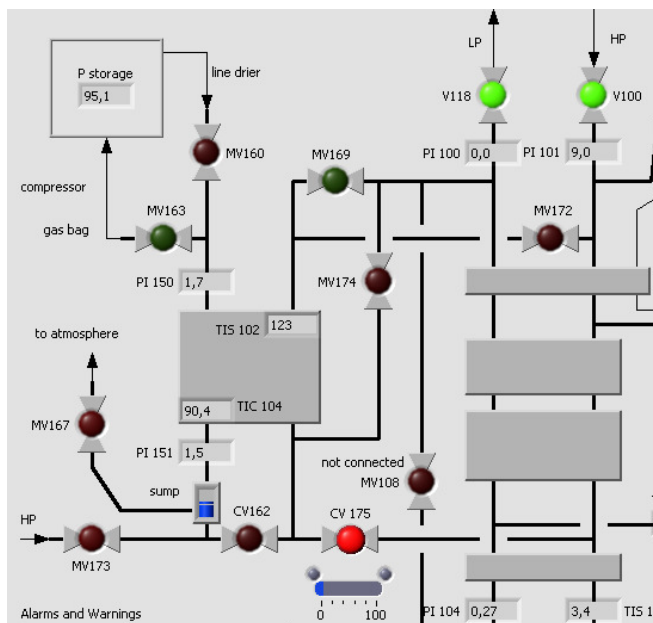 LP
HP
P storage
95,1
line drier
V118
V100
MV160
MV169
PI 100
0,0
PI 101
9,0
compressor
MV163
MV172
gas bag
PI 150
1,7
MV174
TIS 102
123
to atmosphere
90,4
TIC 104
MV167
PI 151
1,5
not connected
MV108
sump
CV162
CV 175
HP
MV173
0
100
Alarms and Warnings
PI 104
0,27
3,4
TIS 1